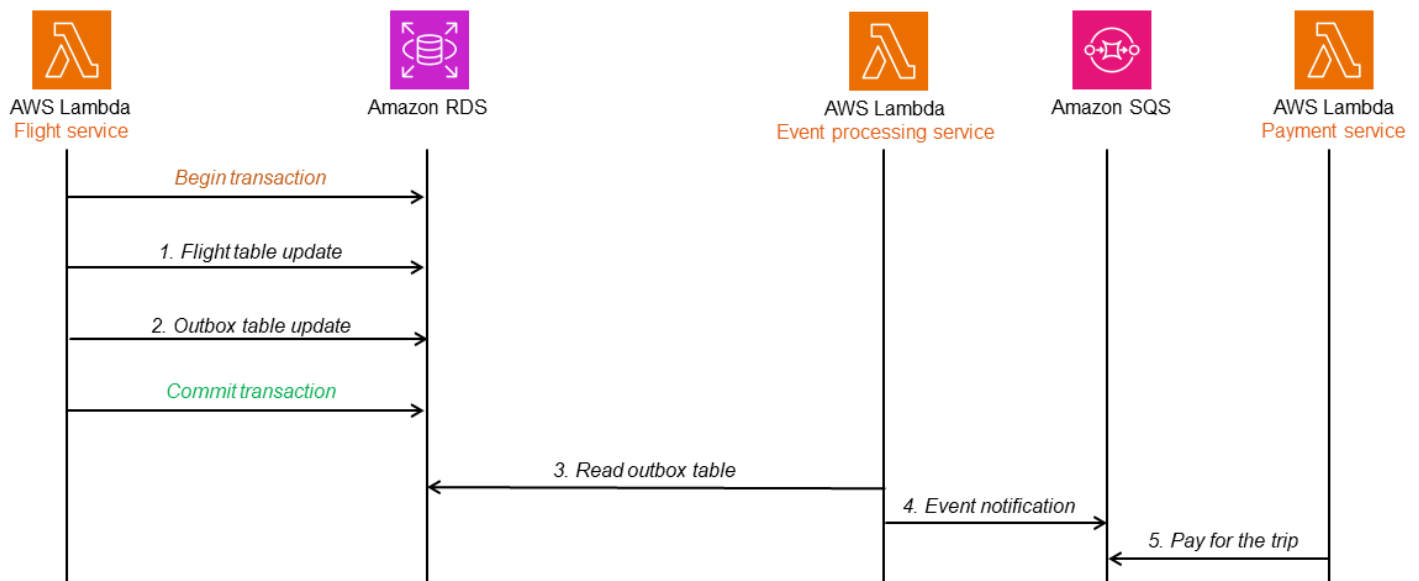 AWS Lambda
Flight service
Amazon RDS
AWS Lambda
Event processing service
Amazon SQS
AWS Lambda
Payment service
Begin transaction
1. Flight table update
2. Outbox table update
Commit transaction
3. Read outbox table
4. Event notification
5. Pay for the trip